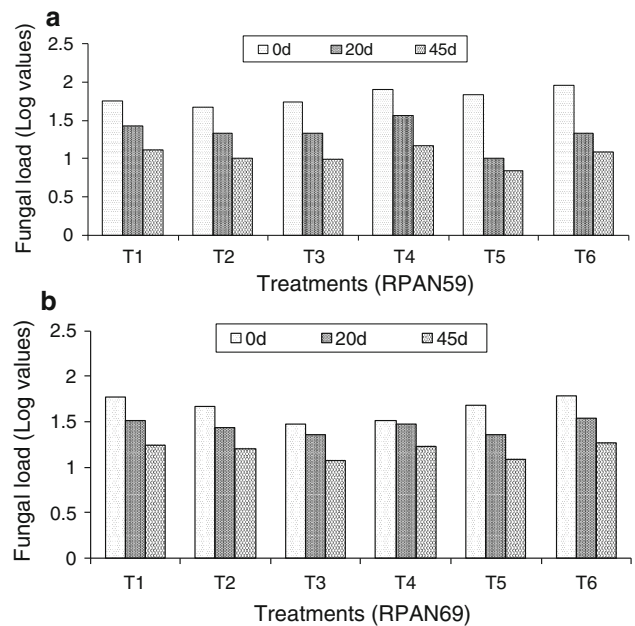 a
Fungal load (Log values)
2.5
2
1.5
1
0.5
0
0d 20d 45d
T1 T2 T3 T4 T5 T6
Treatments (RPAN59)
b
Fungal load (Log values)
2.5
2
1.5
1
0.5
0
0d 20d 45d
T1 T2 T3 T4 T5 T6
Treatments (RPAN69)